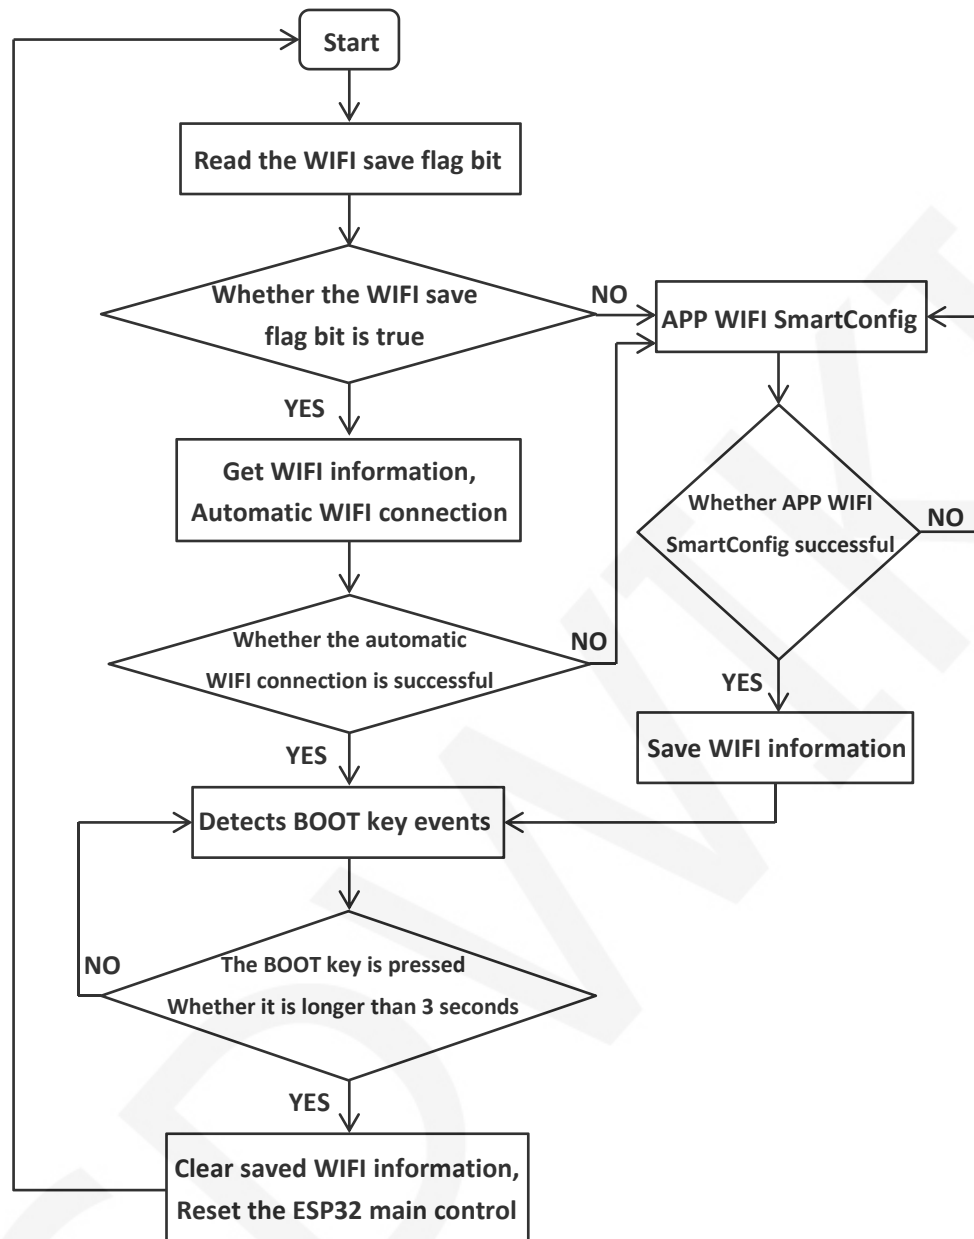 Start
Read the WIFI save flag bit
Whether the WIFI save
flag bit is true
NO
APP WIFI SmartConfig
YES
Get WIFI information,
Automatic WIFI connection
Whether APP WIFI
SmartConfig successful
NO
Whether the automatic
WIFI connection is successful
NO
YES
Save WIFI information
YES
Detects BOOT key events
The BOOT key is pressed
Whether it is longer than 3 seconds
NO
YES
Clear saved WIFI information,
Reset the ESP32 main control